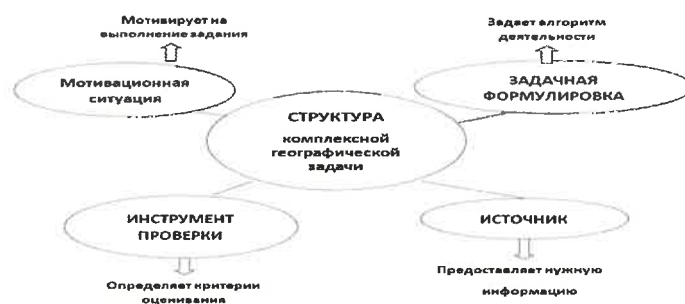 Мотивирует на
выполнение задания
Задает алгоритм
деятельности
Мотивационная
ситуация
ЗАДАЧНАЯ
ФОРМУЛИРОВКА
СТРУКТУРА
комплексной
географической
задачи
ИНСТРУМЕНТ
ПРОВЕРКИ
ИСТОЧНИК
Определяет критерии
оценивания
Предоставляет нужную
информацию